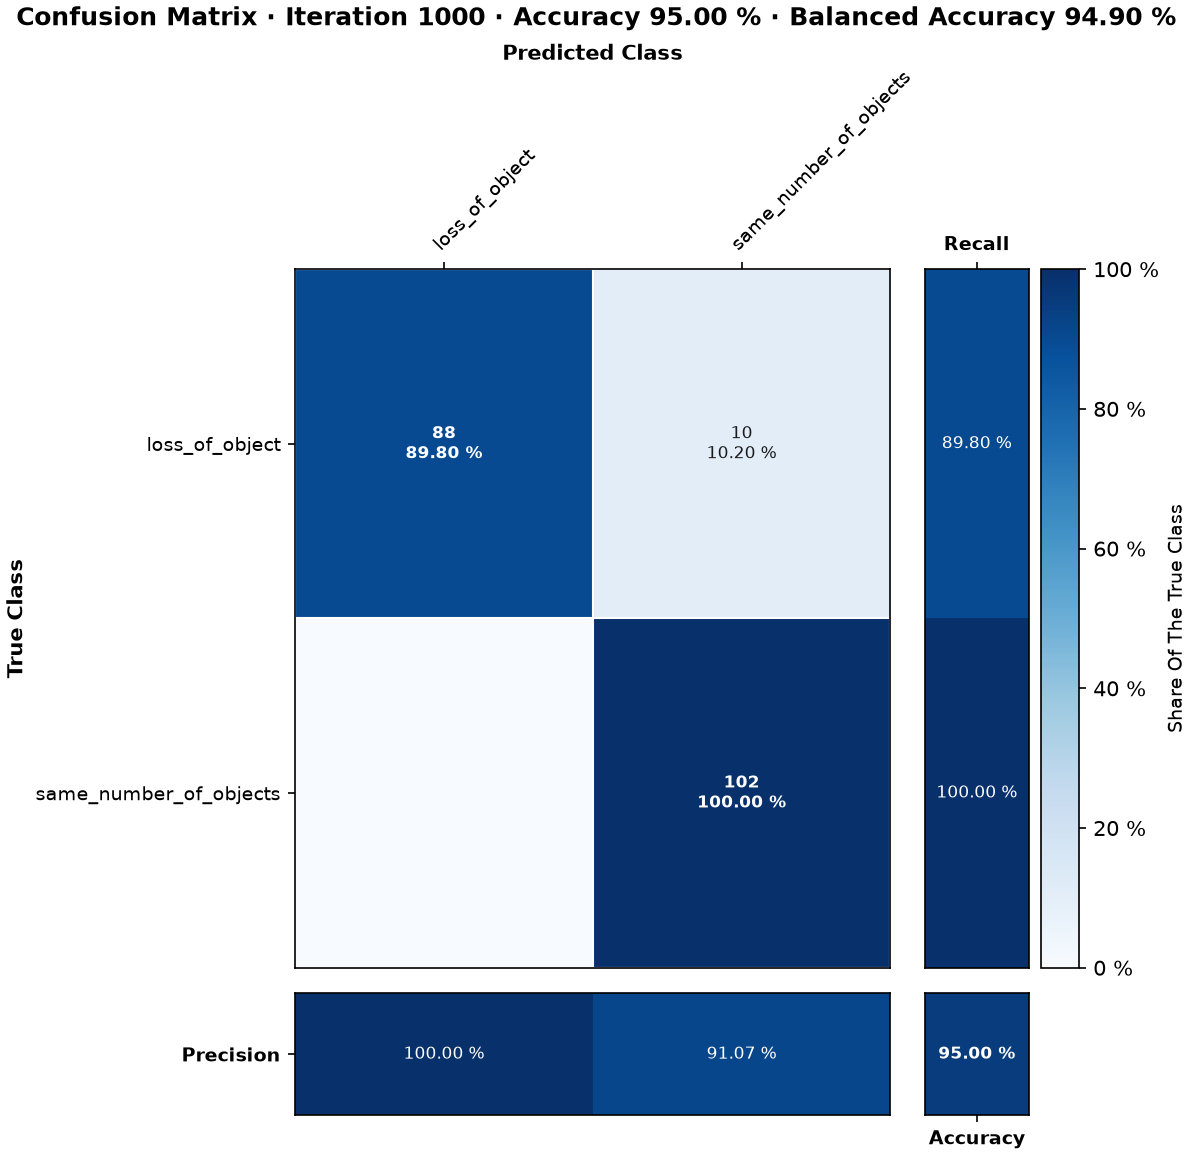 Confusion Matrix · Iteration 1000 · Accuracy 95.00 % · Balanced Accuracy 94.90 %
Predicted Class
loss_of_object
same_number_of_objects
Recall
True Class
loss_of_object
88
89.80 %
10
10.20 %
89.80 %
same_number_of_objects
102
100.00 %
100.00 %
100 %
80 %
60 %
40 %
20 %
0 %
Share Of The True Class
Precision
100.00 %
91.07 %
95.00 %
Accuracy